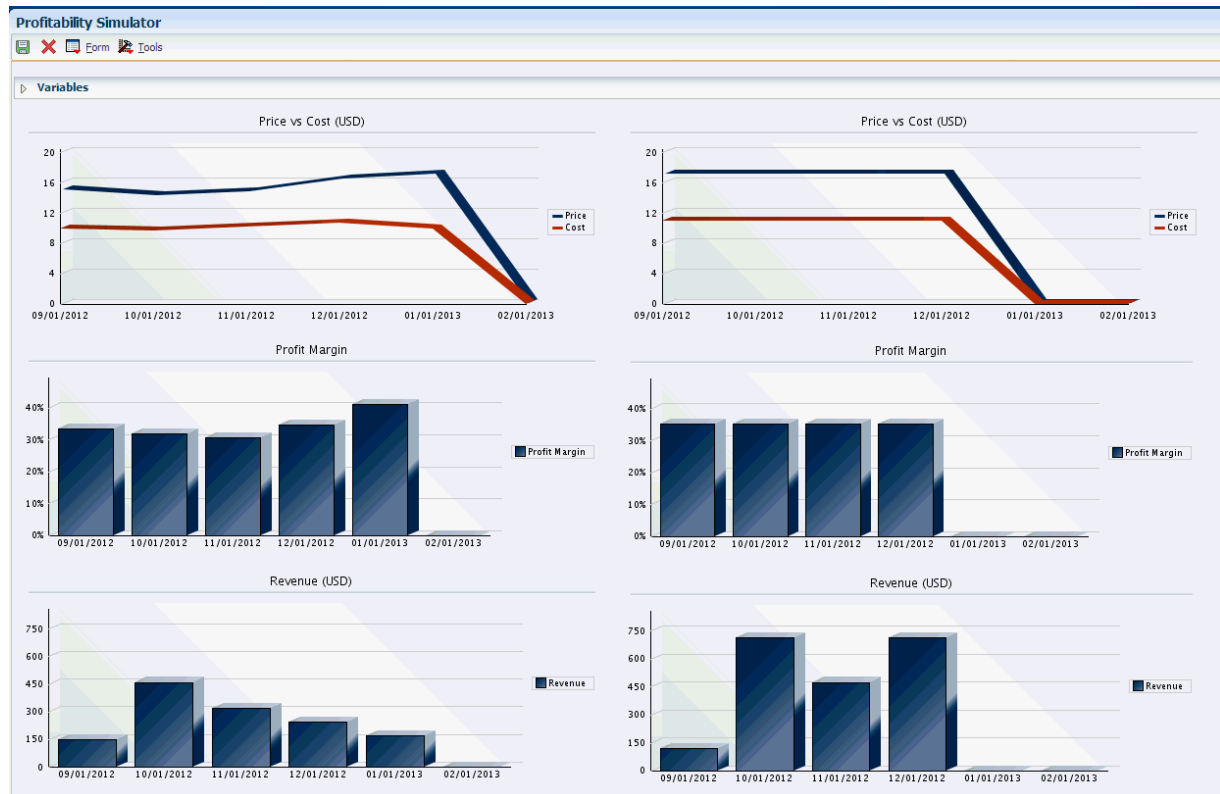 Profitability Simulator
Form Tools
Variables
Price vs Cost (USD)
20
16
12
8
4
0
09/01/2012 10/01/2012 11/01/2012 12/01/2012 01/01/2013 02/01/2013
Price
Cost
Price vs Cost (USD)
20
16
12
8
4
0
09/01/2012 10/01/2012 11/01/2012 12/01/2012 01/01/2013 02/01/2013
Price
Cost
Profit Margin
40%
30%
20%
10%
0%
09/01/2012 10/01/2012 11/01/2012 12/01/2012 01/01/2013 02/01/2013
Profit Margin
Profit Margin
40%
30%
20%
10%
0%
09/01/2012 10/01/2012 11/01/2012 12/01/2012 01/01/2013 02/01/2013
Profit Margin
Revenue (USD)
750
600
450
300
150
0
09/01/2012 10/01/2012 11/01/2012 12/01/2012 01/01/2013 02/01/2013
Revenue
Revenue (USD)
750
600
450
300
150
0
09/01/2012 10/01/2012 11/01/2012 12/01/2012 01/01/2013 02/01/2013
Revenue